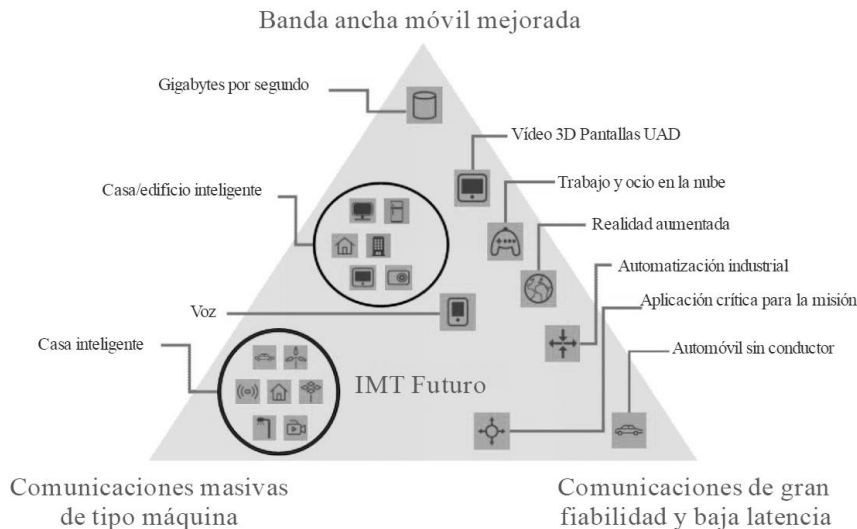 Banda ancha móvil mejorada
Gigabytes por segundo
Vídeo 3D Pantallas UAD
Casa/edificio inteligente
Trabajo y ocio en la nube
Realidad aumentada
Automatización industrial
Aplicación crítica para la misión
Voz
Casa inteligente
Automóvil sin conductor
IMT Futuro
Comunicaciones masivas
de tipo máquina
Comunicaciones de gran
fiabilidad y baja latencia